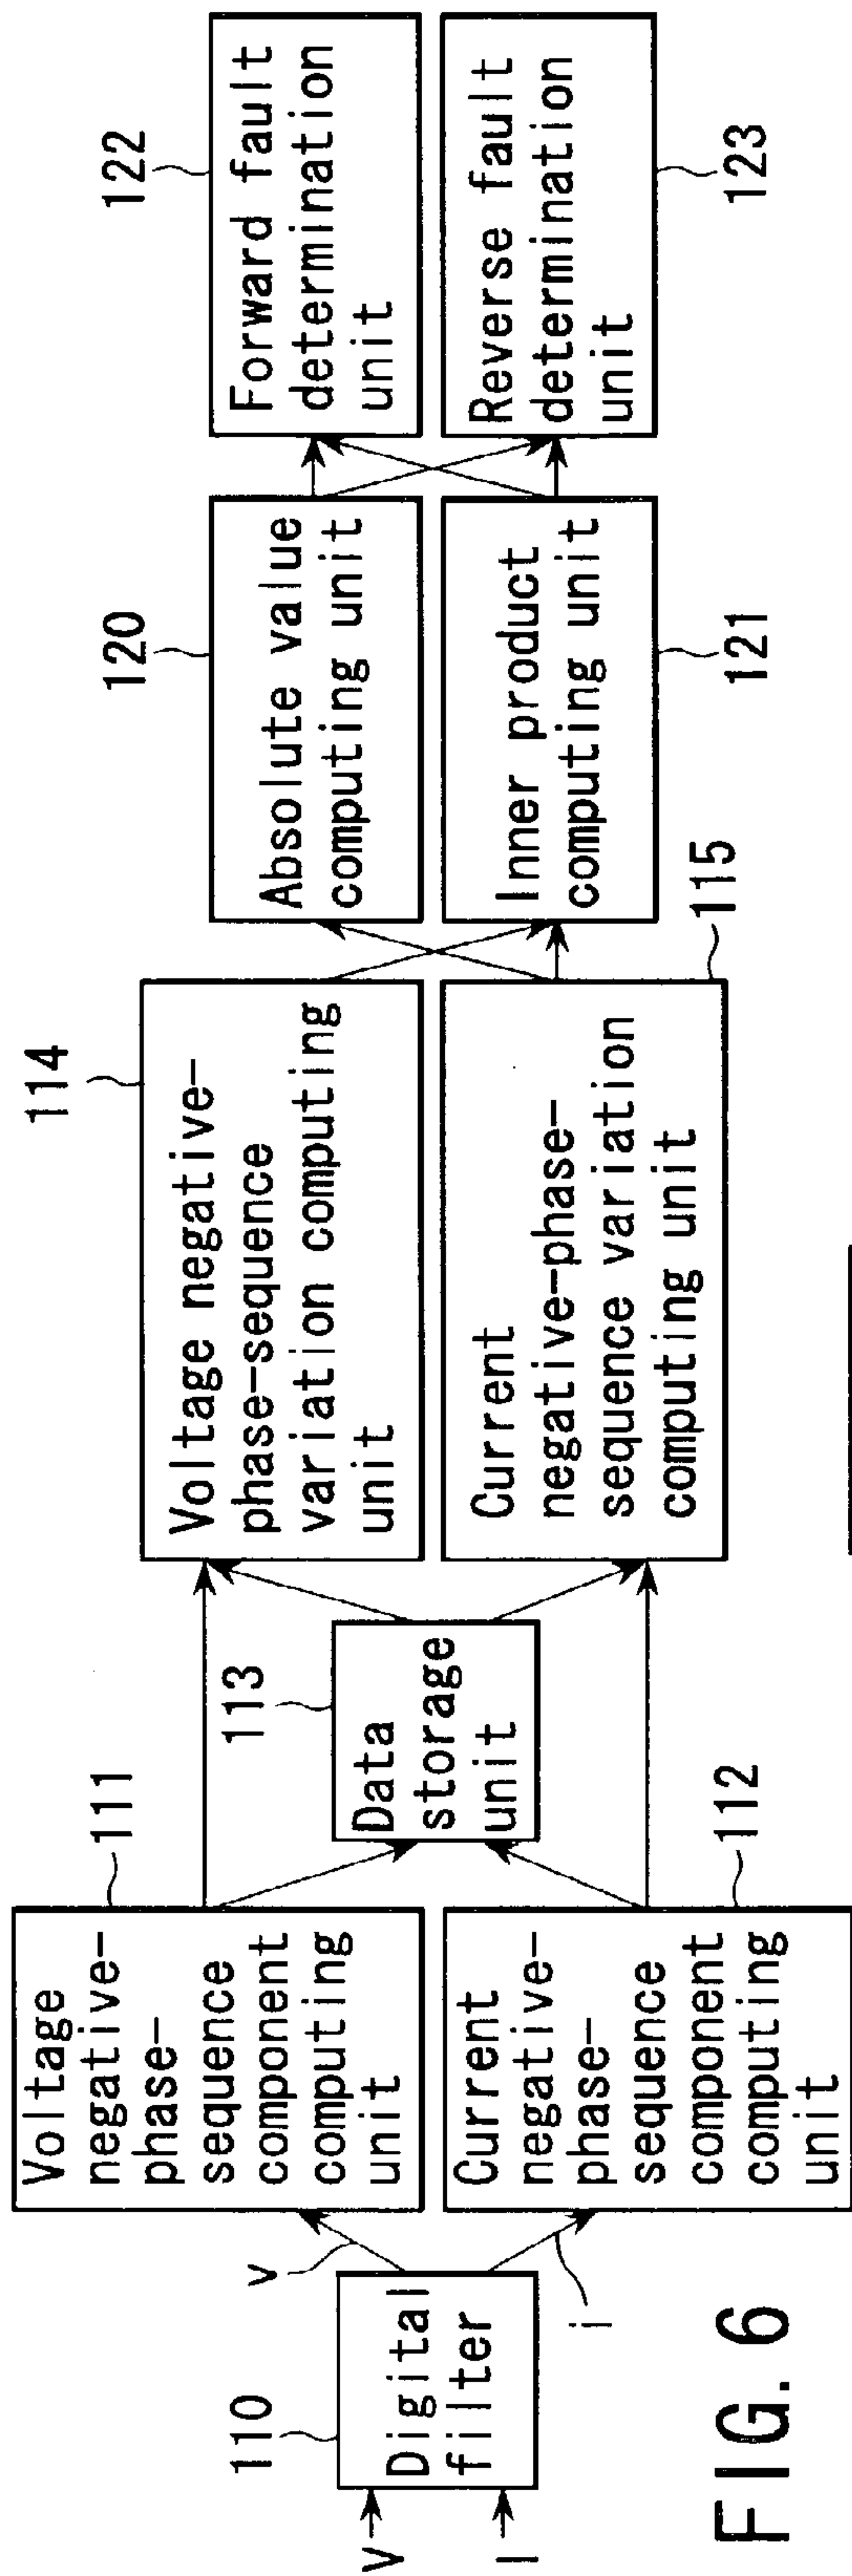 V
I
110
Digital
filter
v
i
111
Voltage
negative-
phase-
sequence
component
computing
unit
112
Current
negative-
phase-
sequence
component
computing
unit
113
Data
storage
unit
114
Voltage negative-
phase-sequence
variation computing
unit
115
Current
negative-phase-
sequence variation
computing unit
120
Absolute value
computing unit
121
Inner product
computing unit
122
Forward fault
determination
unit
123
Reverse fault
determination
unit
FIG. 6